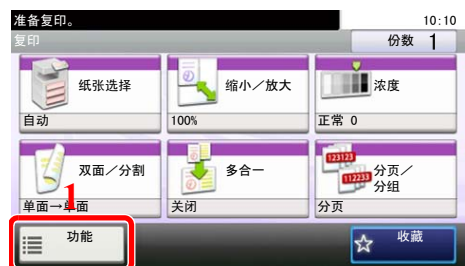 准备复印。 10:10
复印 份数 1
纸张选择 缩小／放大 浓度
自动 100% 正常 0
123123
112233
双面／分割 多合一 分页／
分组
单面→单面 关闭 分页
1
功能 收藏